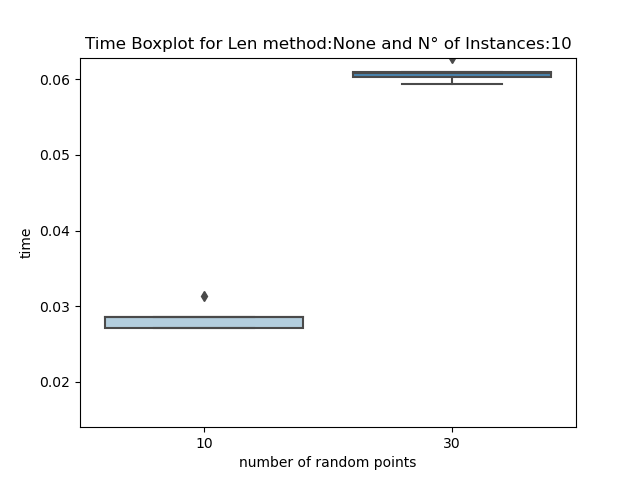 Time Boxplot for Len method:None and N° of Instances:10
0.06
0.05
0.04
0.03
0.02
time
10 30
number of random points